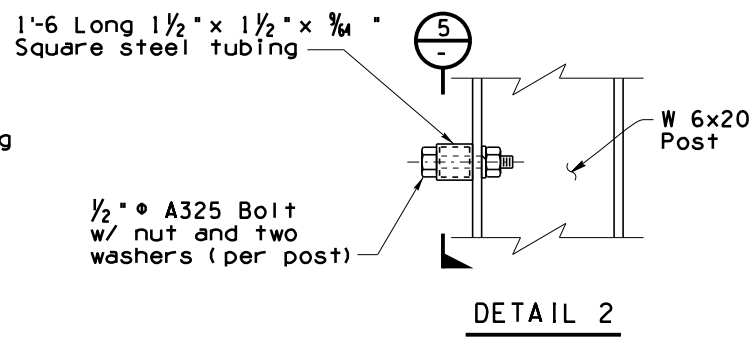 1'-6 Long 1½" x 1½" x 9/64 "
Square steel tubing
5
-
g
W 6x20
Post
½"Φ A325 Bolt
w/ nut and two
washers (per post)
DETAIL 2